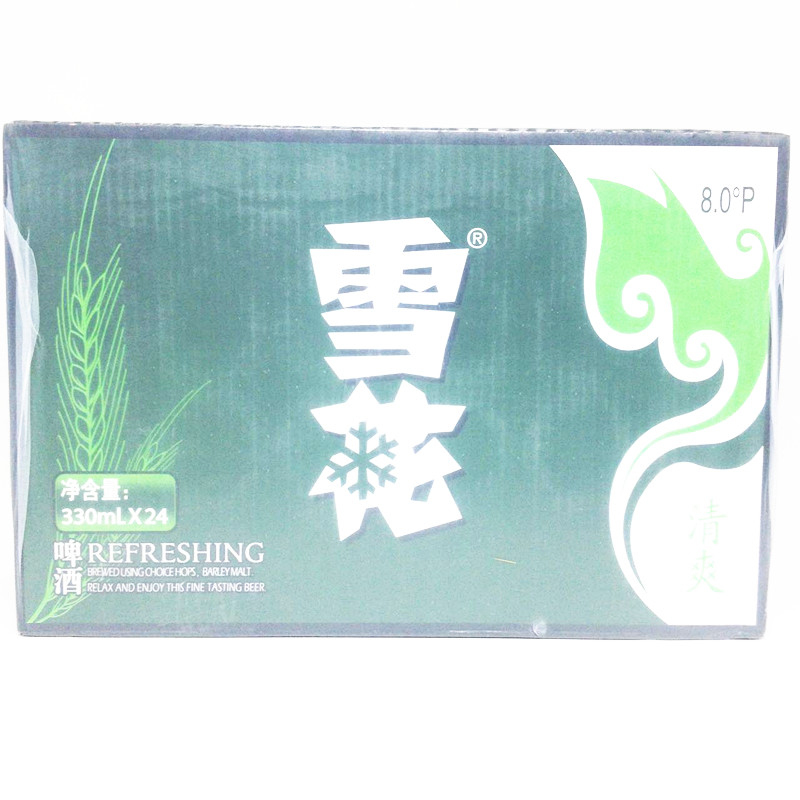 雪花®
8.0°P
净含量:
330mLX24
啤酒
REFRESHING
BREWED USING CHOICE HOPS, BARLEY MALT
RELAX AND ENJOY THIS FINE TASTING BEER
清爽